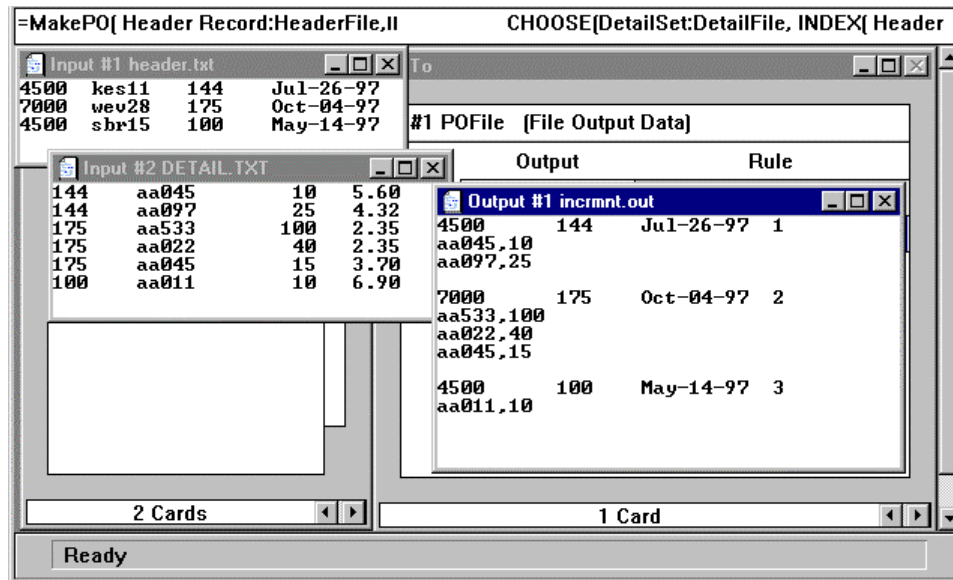 =MakePO( Header Record:HeaderFile,II CHOOSE(DetailSet:DetailFile, INDEX( Header
Input #1 header.txt
4500 kes11 144 Jul-26-97
7000 wev28 175 Oct-04-97
4500 sbr15 100 May-14-97
To
#1 POFile (File Output Data)
Output Rule
Input #2 DETAIL.TXT
144 aa045 10 5.60
144 aa097 25 4.32
175 aa533 100 2.35
175 aa022 40 2.35
175 aa045 15 3.70
100 aa011 10 6.90
Output #1 incrmnt.out
4500 144 Jul-26-97 1
aa045,10
aa097,25
7000 175 Oct-04-97 2
aa533,100
aa022,40
aa045,15
4500 100 May-14-97 3
aa011,10
2 Cards
1 Card
Ready